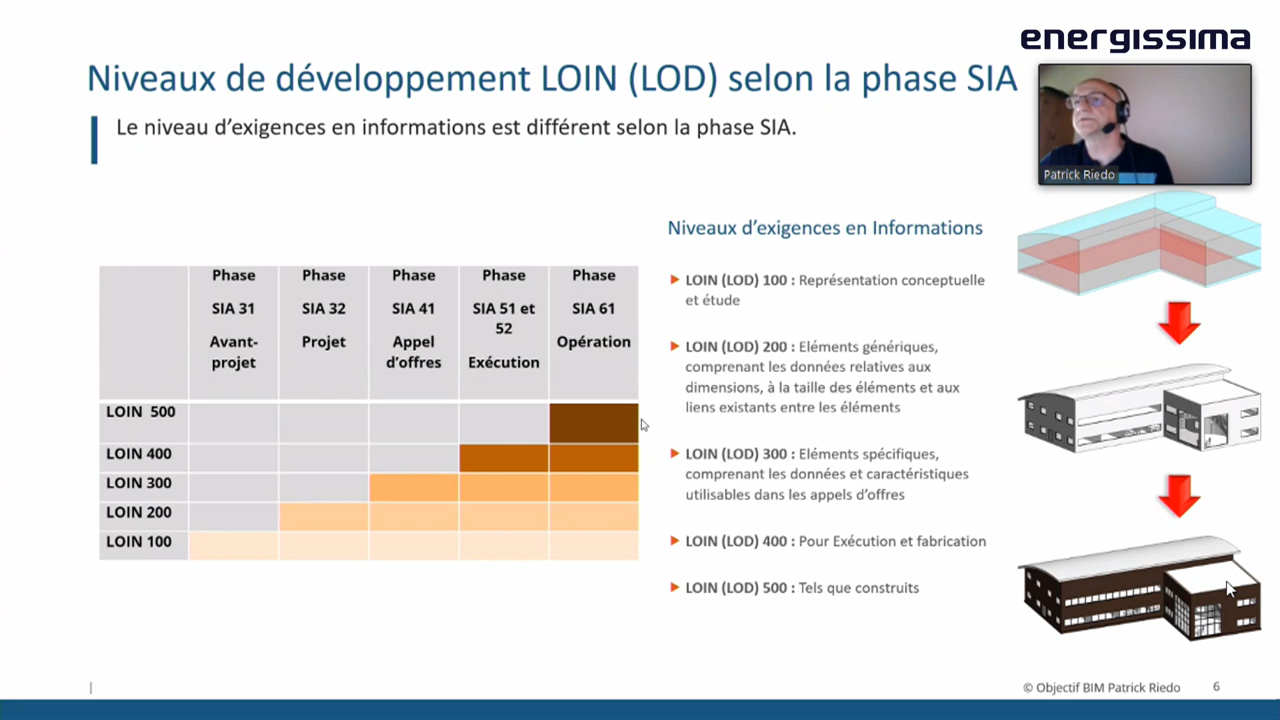 energissima
Niveaux de développement LOIN (LOD) selon la phase SIA
Le niveau d’exigences en informations est différent selon la phase SIA.
Patrick Riedo
Phase
SIA 31
Avant-
projet
Phase
SIA 32
Projet
Phase
SIA 41
Appel
d’offres
Phase
SIA 51 et
52
Exécution
Phase
SIA 61
Opération
LOIN 500
LOIN 400
LOIN 300
LOIN 200
LOIN 100
Niveaux d’exigences en Informations
LOIN (LOD) 100 : Représentation conceptuelle
et étude
LOIN (LOD) 200 : Eléments génériques,
comprenant les données relatives aux
dimensions, à la taille des éléments et aux
liens existants entre les éléments
LOIN (LOD) 300 : Eléments spécifiques,
comprenant les données et caractéristiques
utilisables dans les appels d’offres
LOIN (LOD) 400 : Pour Exécution et fabrication
LOIN (LOD) 500 : Tels que construits
|
© Objectif BIM Patrick Riedo 6